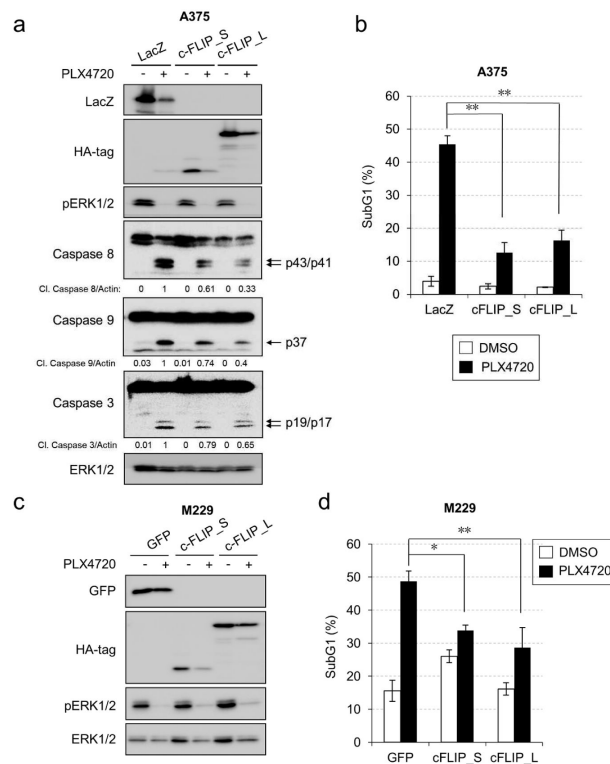 a
A375
LacZ c-FLIP_S c-FLIP_L
PLX4720 - + - + - +
LacZ
HA-tag
pERK1/2
Caspase 8
p43/p41
Cl. Caspase 8/Actin: 0 1 0 0.61 0 0.33
Caspase 9
p37
Cl. Caspase 9/Actin 0.03 1 0.01 0.74 0 0.4
Caspase 3
p19/p17
Cl. Caspase 3/Actin 0.01 1 0 0.79 0 0.65
ERK1/2
b
A375
**
**
SubG1 (%)
60
50
40
30
20
10
0
LacZ cFLIP_S cFLIP_L
DMSO
PLX4720
c
M229
GFP c-FLIP_S c-FLIP_L
PLX4720 - + - + - +
GFP
HA-tag
pERK1/2
ERK1/2
d
M229
DMSO
PLX4720
**
*
SubG1 (%)
60
50
40
30
20
10
0
GFP cFLIP_S cFLIP_L